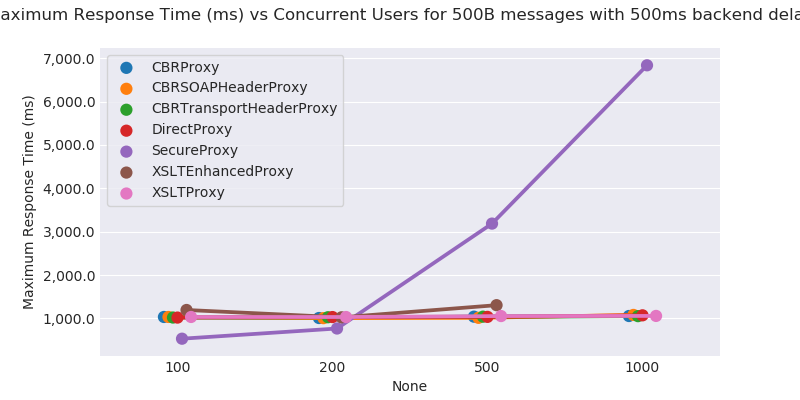 aximum Response Time (ms) vs Concurrent Users for 500B messages with 500ms backend dela
7,000.0
6,000.0
5,000.0
4,000.0
3,000.0
2,000.0
1,000.0
Maximum Response Time (ms)
CBRProxy
CBRSOAPHeaderProxy
CBRTransportHeaderProxy
DirectProxy
SecureProxy
XSLTEnhancedProxy
XSLTProxy
100 200 500 1000
None